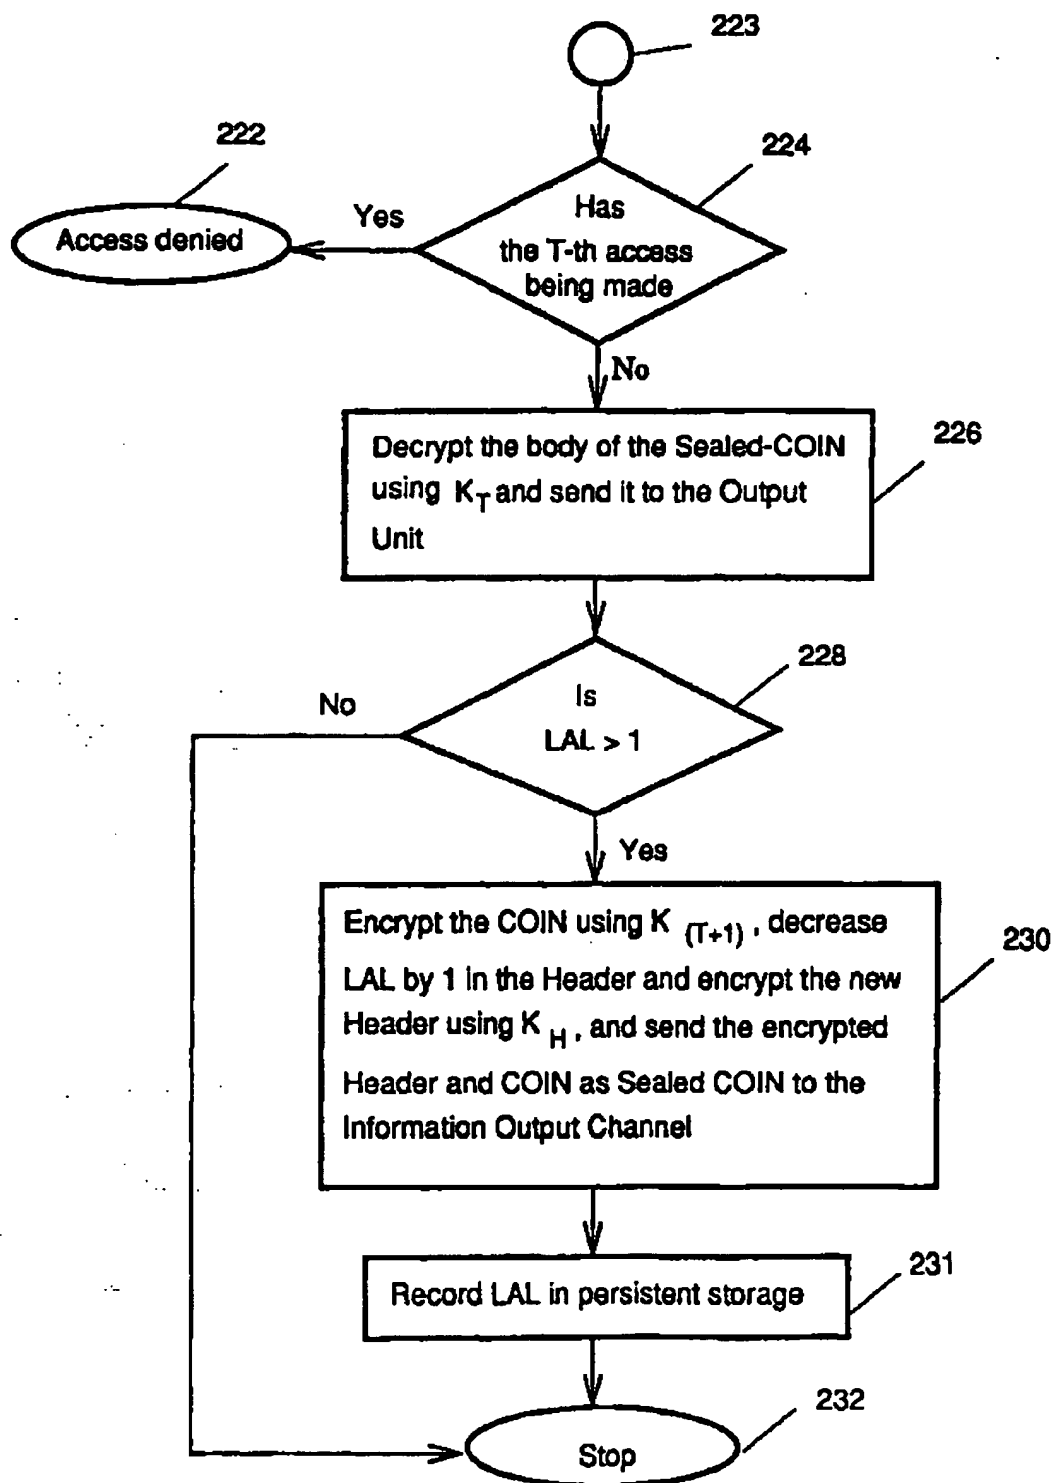 223
222
224
Yes
Access denied
Has
the T-th access
being made
No
Decrypt the body of the Sealed-COIN
using K_T and send it to the Output
Unit
226
228
Is
LAL > 1
No
Yes
Encrypt the COIN using K (T+1), decrease
LAL by 1 in the Header and encrypt the new
Header using K_H, and send the encrypted
Header and COIN as Sealed COIN to the
Information Output Channel
230
Record LAL in persistent storage
231
232
Stop